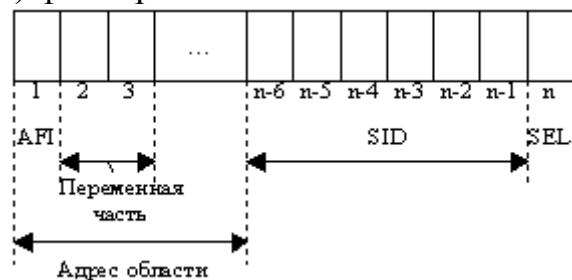 ...
1 2 3 n-6 n-5 n-4 n-3 n-2 n-1 n
AFI SID SEL
Переменная
часть
Адрес области